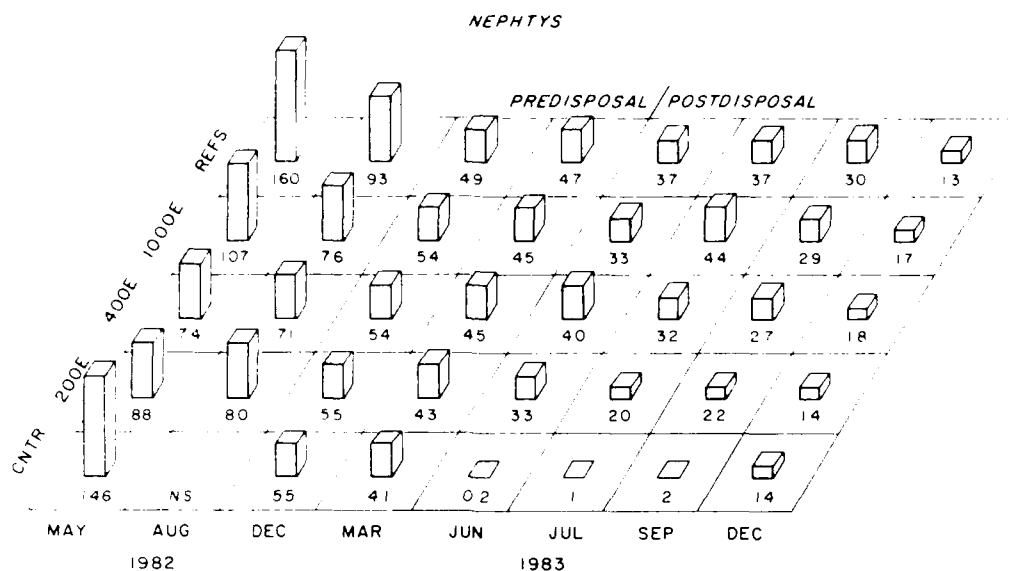 NEPHTYS
PREDISPOSAL / POSTDISPOSAL
REFS
160 93 49 47 37 37 30 13
1000E
107 76 54 45 33 44 29 17
400E
74 71 54 45 40 32 27 18
200E
88 80 55 43 33 20 22 14
CNTR
146 NS 55 41 0 2 1 2 14
MAY AUG DEC MAR JUN JUL SEP DEC
1982 1983